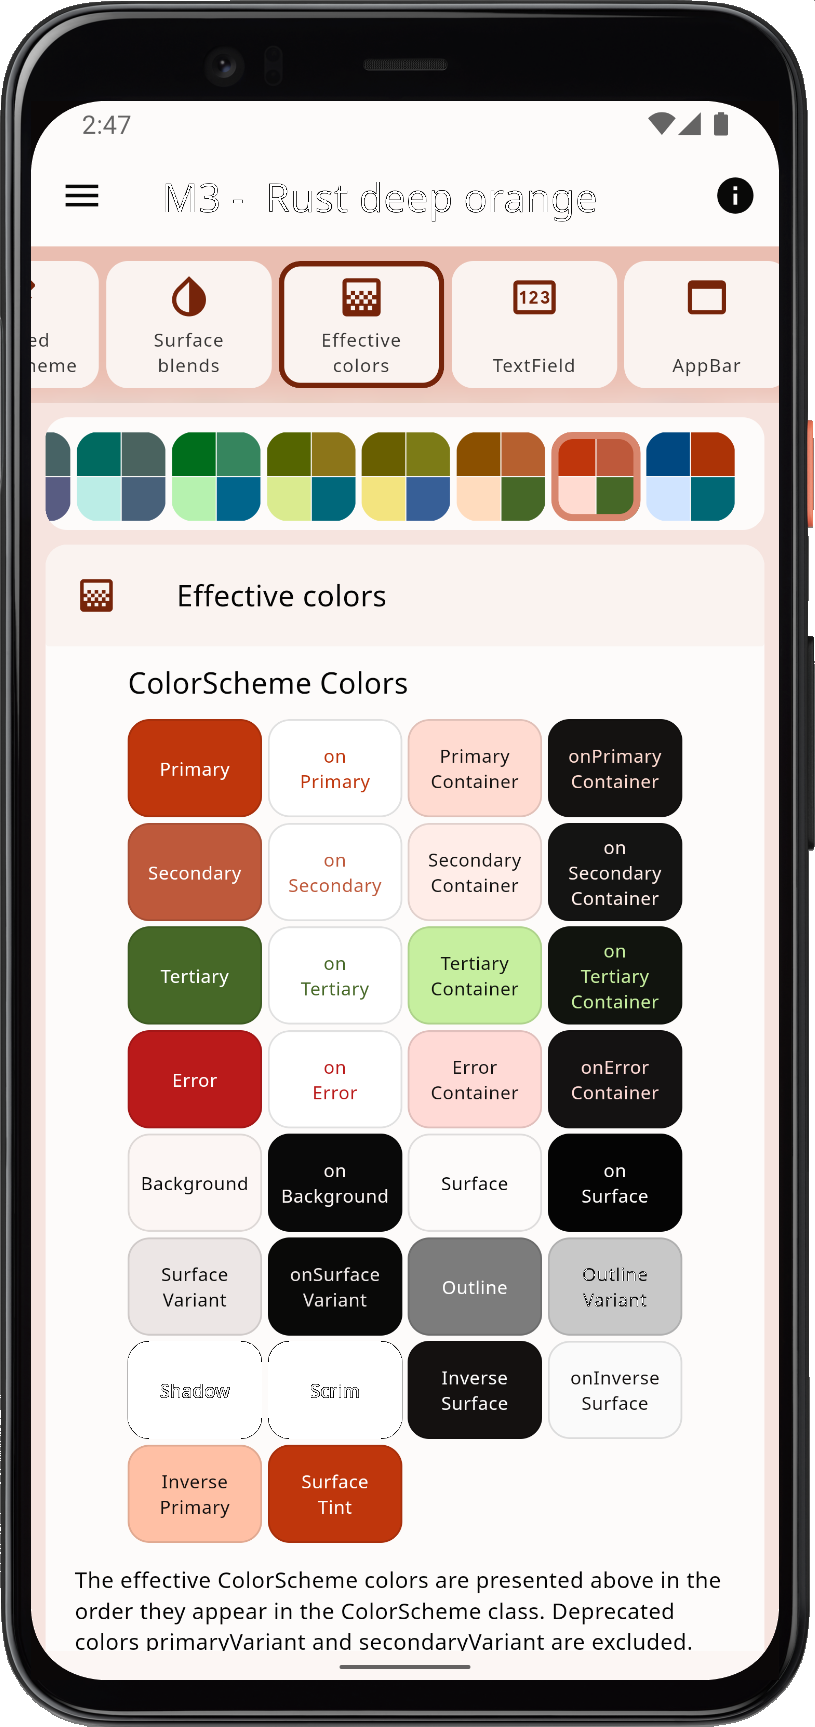 2:47
M3 - Rust deep orange
ed
heme
Surface
blends
Effective
colors
123
TextField
AppBar
Effective colors
ColorScheme Colors
Primary
on
Primary
Primary
Container
onPrimary
Container
Secondary
on
Secondary
Secondary
Container
on
Secondary
Container
Tertiary
on
Tertiary
Tertiary
Container
on
Tertiary
Container
Error
on
Error
Error
Container
onError
Container
Background
on
Background
Surface
on
Surface
Surface
Variant
onSurface
Variant
Outline
Outline
Variant
Shadow
Scrim
Inverse
Surface
onInverse
Surface
Inverse
Primary
Surface
Tint
The effective ColorScheme colors are presented above in the
order they appear in the ColorScheme class. Deprecated
colors primaryVariant and secondaryVariant are excluded.